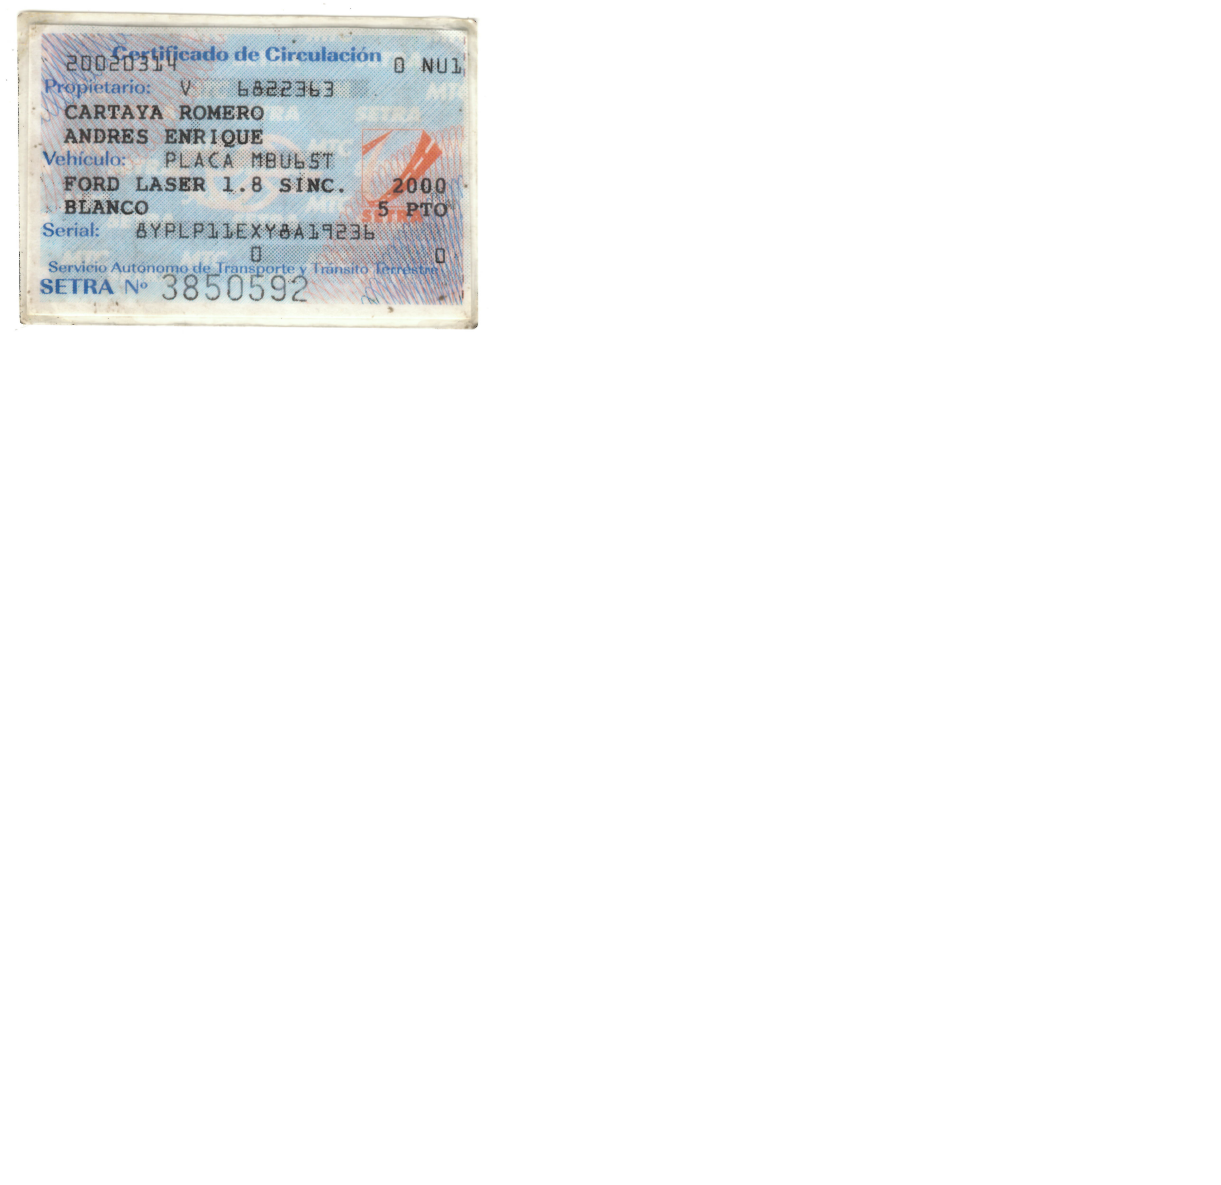 Certificado de Circulación
20020314 0 NU1
Propietario: V 6822363
CARTAYA ROMERO
ANDRES ENRIQUE
Vehículo: PLACA MBU6ST
FORD LASER 1.8 SINC. 2000
BLANCO 5 PTO
SETRA
Serial: 8YPLP11EXY8A19236
0 0
Servicio Autónomo de Transporte y Tránsito Terrestre
SETRA Nº 3850592